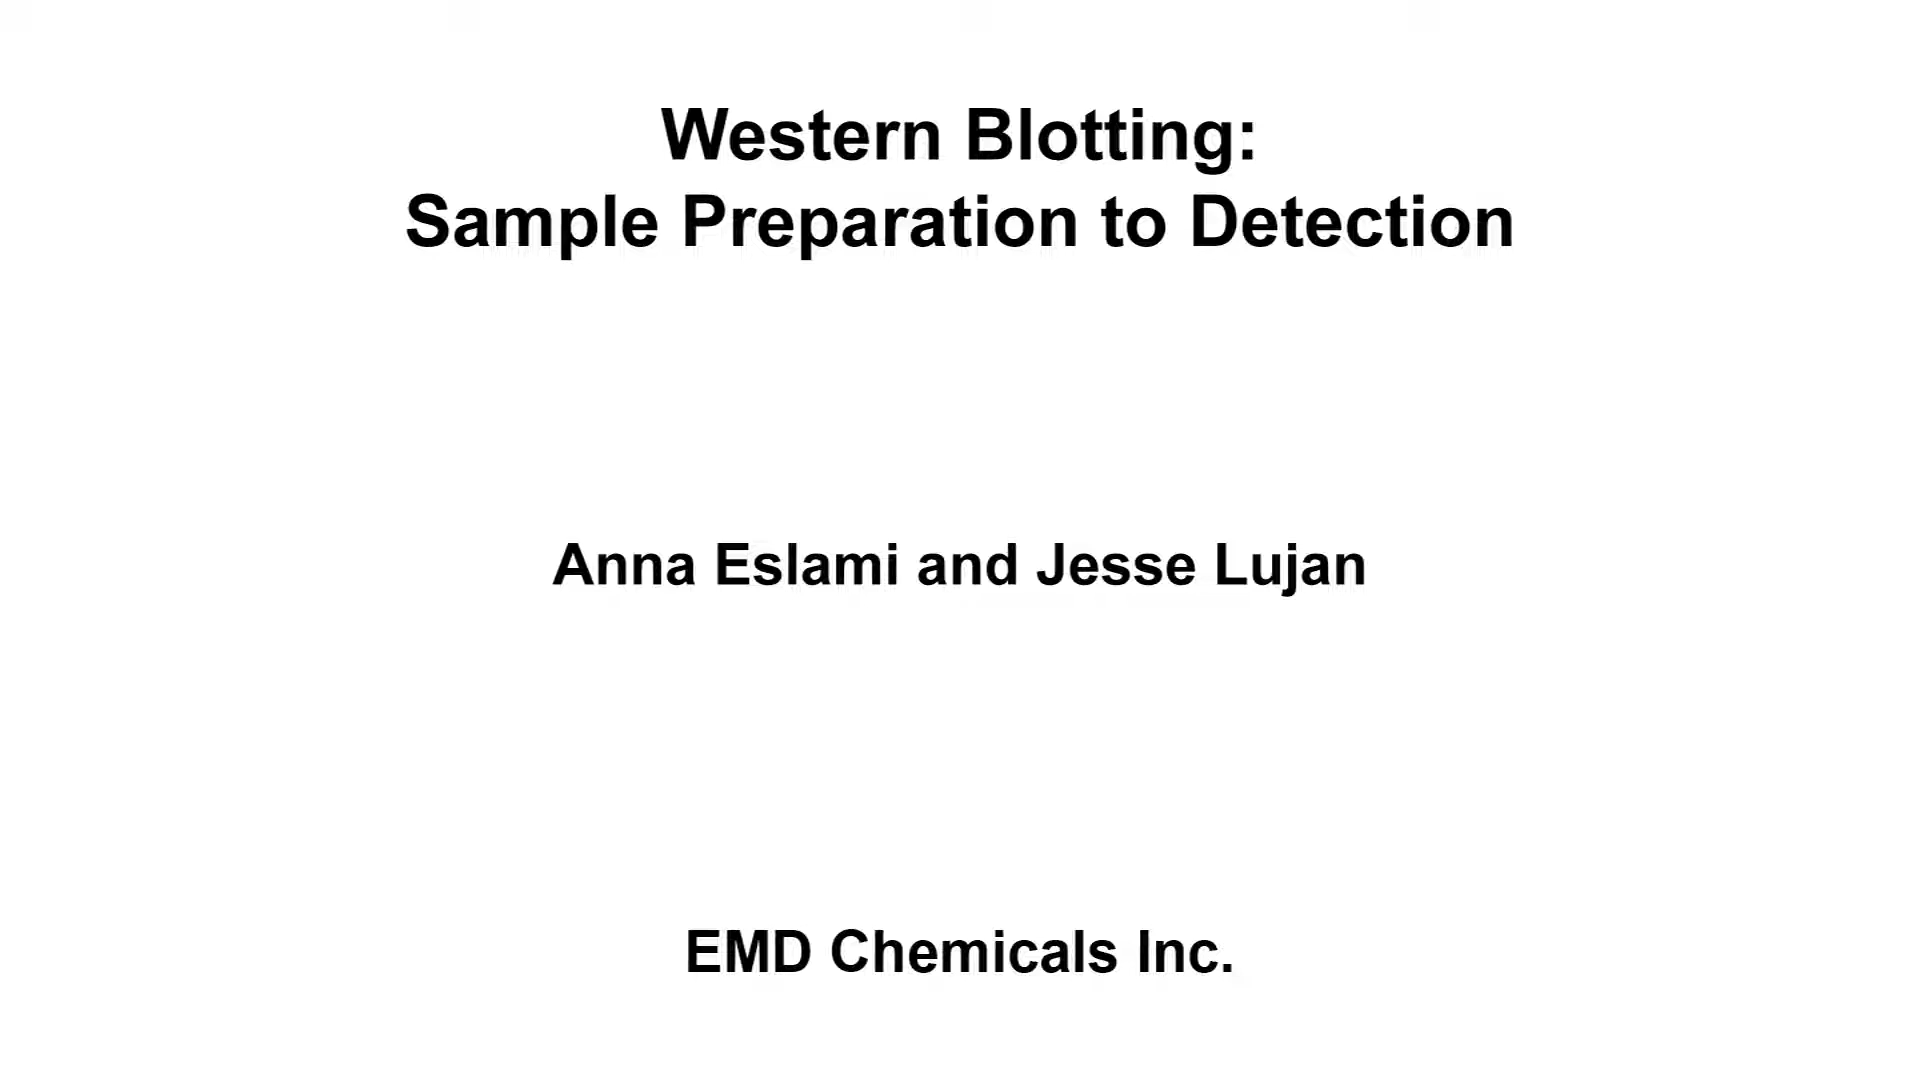 Western Blotting:
Sample Preparation to Detection
Anna Eslami and Jesse Lujan
EMD Chemicals Inc.